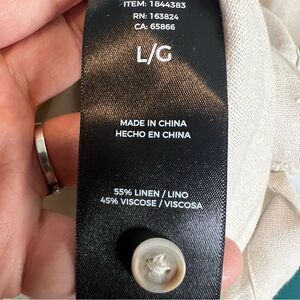 ITEM: 1844383
RN: 163824
CA: 65866
L/G
MADE IN CHINA
HECHO EN CHINA
55% LINEN / LINO
45% VISCOSE / VISCOSA